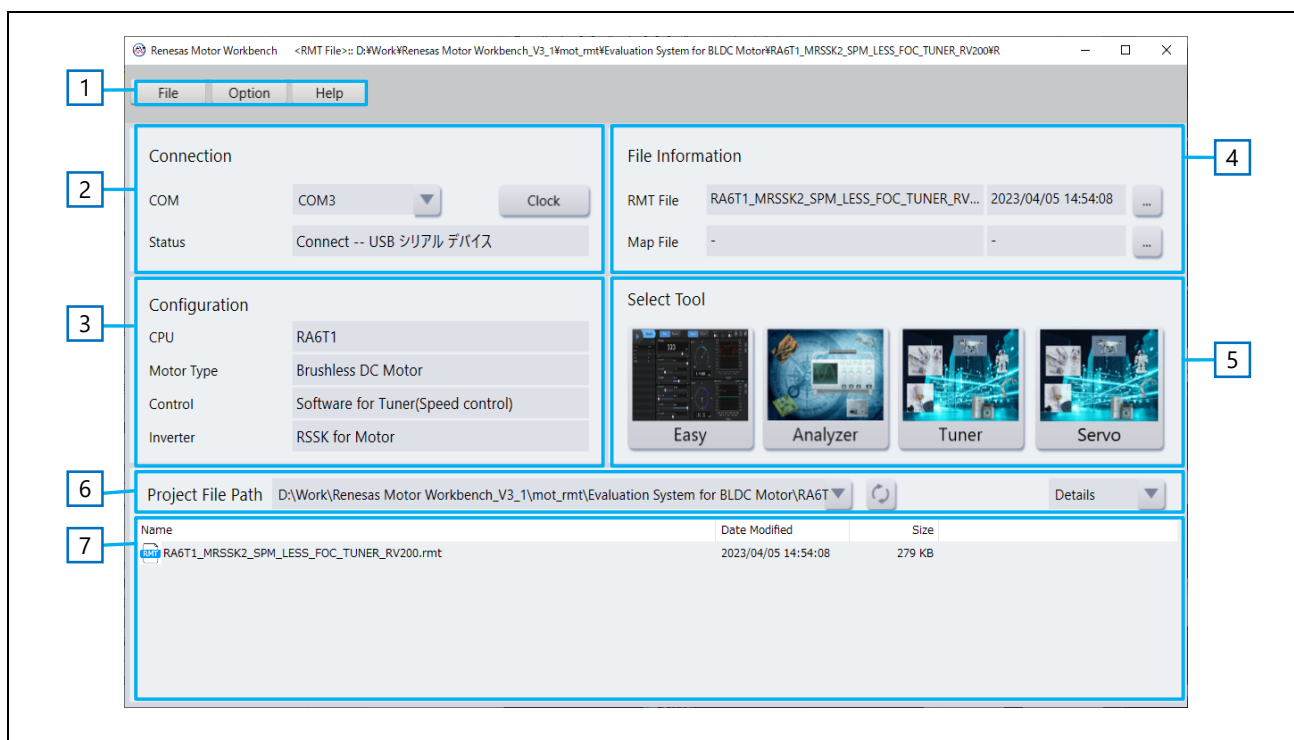 Renesas Motor Workbench <RMT File>:: D:¥Work¥Renesas Motor Workbench_V3_1¥mot_rmt¥Evaluation System for BLDC Motor¥RA6T1_MRSSK2_SPM_LESS_FOC_TUNER_RV200¥R
1
File Option Help
2
Connection
COM COM3 Clock
Status Connect -- USB シリアル デバイス
4
File Information
RMT File RA6T1_MRSSK2_SPM_LESS_FOC_TUNER_RV... 2023/04/05 14:54:08 ...
Map File - - ...
3
Configuration
CPU RA6T1
Motor Type Brushless DC Motor
Control Software for Tuner(Speed control)
Inverter RSSK for Motor
5
Select Tool
Easy Analyzer Tuner Servo
6
Project File Path D:\Work\Renesas Motor Workbench_V3_1\mot_rmt\Evaluation System for BLDC Motor\RA6T Details
7
Name Date Modified Size
RMT RA6T1_MRSSK2_SPM_LESS_FOC_TUNER_RV200.rmt 2023/04/05 14:54:08 279 KB